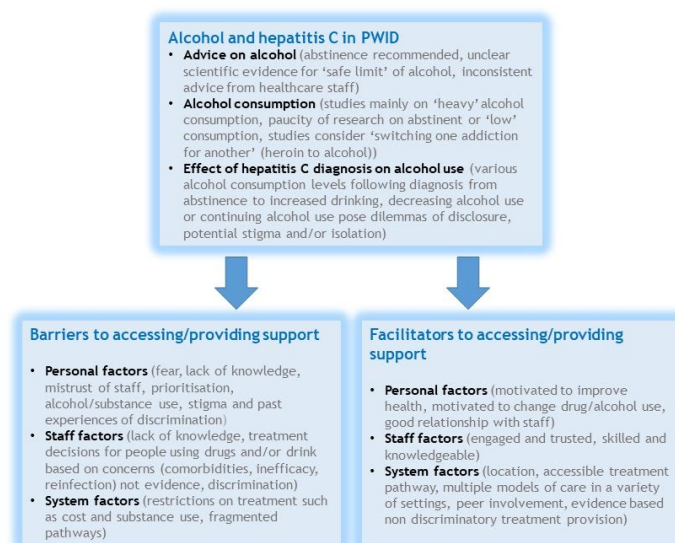 Alcohol and hepatitis C in PWID
• Advice on alcohol (abstinence recommended, unclear
scientific evidence for ‘safe limit’ of alcohol, inconsistent
advice from healthcare staff)
• Alcohol consumption (studies mainly on ‘heavy’ alcohol
consumption, paucity of research on abstinent or ‘low’
consumption, studies consider ‘switching one addiction
for another’ (heroin to alcohol))
• Effect of hepatitis C diagnosis on alcohol use (various
alcohol consumption levels following diagnosis from
abstinence to increased drinking, decreasing alcohol use
or continuing alcohol use pose dilemmas of disclosure,
potential stigma and/or isolation)
Barriers to accessing/providing support
• Personal factors (fear, lack of knowledge,
mistrust of staff, prioritisation,
alcohol/substance use, stigma and past
experiences of discrimination)
• Staff factors (lack of knowledge, treatment
decisions for people using drugs and/or drink
based on concerns (comorbidities, inefficacy,
reinfection) not evidence, discrimination)
• System factors (restrictions on treatment such
as cost and substance use, fragmented
pathways)
Facilitators to accessing/providing
support
• Personal factors (motivated to improve
health, motivated to change drug/alcohol use,
good relationship with staff)
• Staff factors (engaged and trusted, skilled and
knowledgeable)
• System factors (location, accessible treatment
pathway, multiple models of care in a variety
of settings, peer involvement, evidence based
non discriminatory treatment provision)